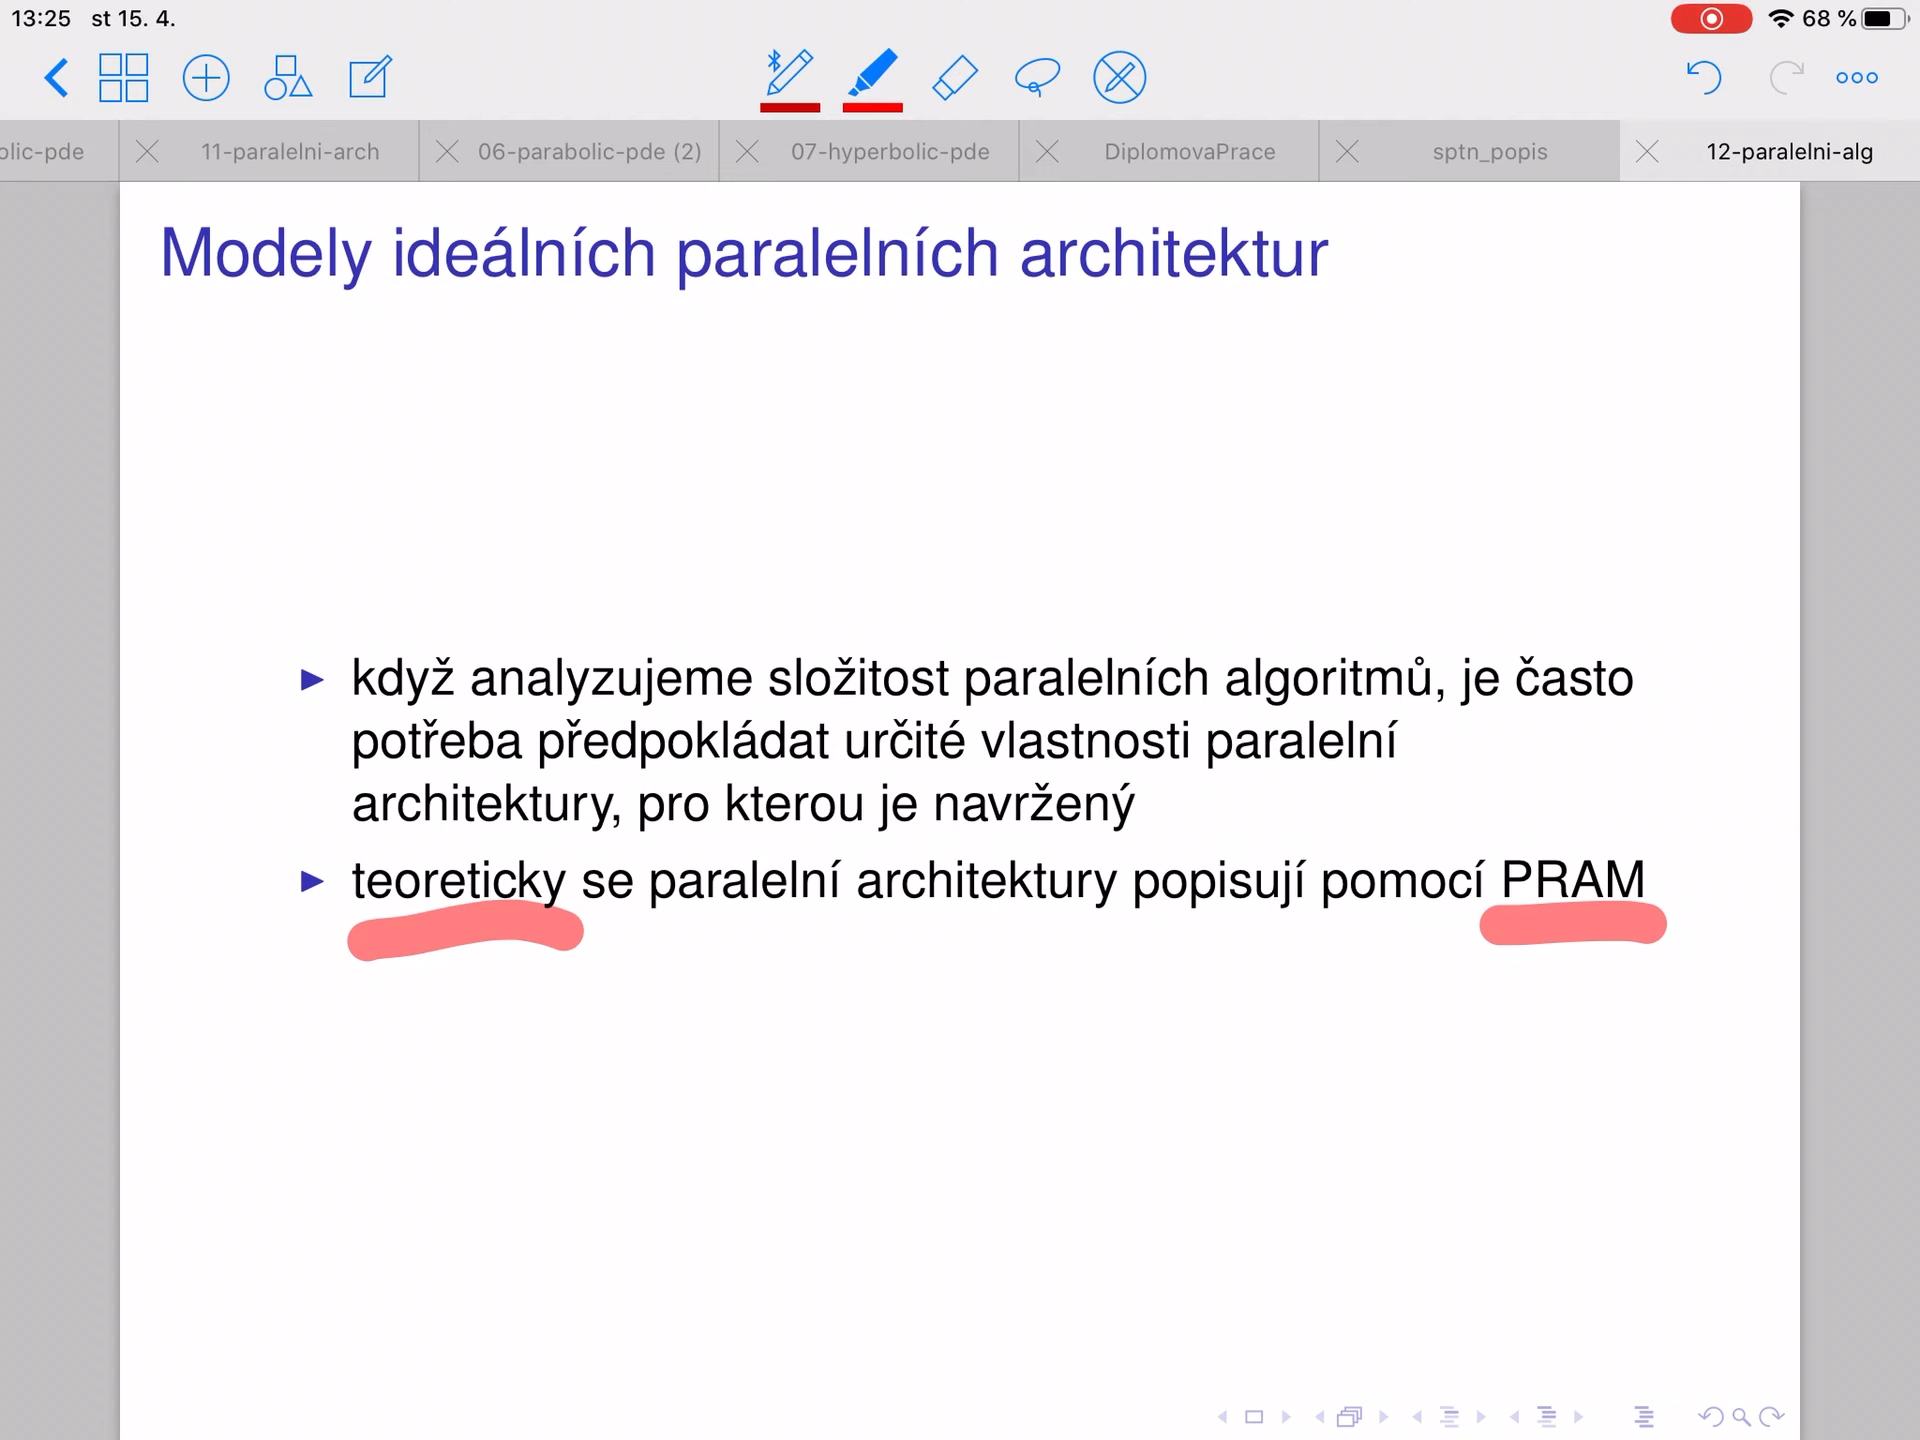 13:25 st 15. 4. 68 %
olic-pde 11-paralelni-arch 06-parabolic-pde (2) 07-hyperbolic-pde DiplomovaPrace sptn_popis 12-paralelni-alg
Modely ideálních paralelních architektur
když analyzujeme složitost paralelních algoritmů, je často
potřeba předpokládat určité vlastnosti paralelní
architektury, pro kterou je navržený
teoreticky se paralelní architektury popisují pomocí PRAM